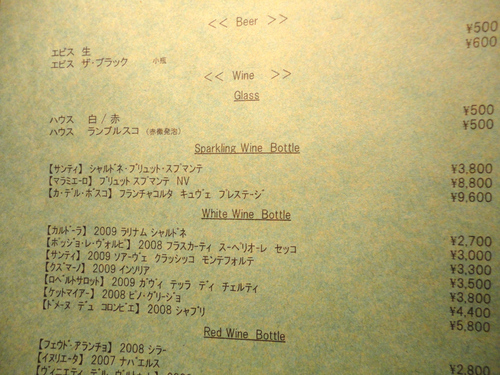 << Beer >>
エビス 生 ¥500
エビス ザ・ブラック 小瓶 ¥600
<< Wine >>
Glass
ハウス 白 / 赤 ¥500
ハウス ランブルスコ (赤微発泡) ¥500
Sparkling Wine Bottle
【サンティ】 シャルドネ・ブリュット・スプマンテ ¥3,800
【マラミエーロ】 ブリュット スプマンテ NV ¥8,800
【カ・デル・ボスコ】 フランチャコルタ キュヴェ プレステージ ¥9,600
White Wine Bottle
【カルドーラ】 2009 ラリナム シャルドネ ¥2,700
【ポッジョ・レ・ヴォルピ】 2008 フラスカーティ スーペリオーレ セッコ ¥3,000
【サンティ】 2009 ソアーヴェ クラッシッコ モンテフォルテ ¥3,300
【クズマーノ】 2009 インソリア ¥3,500
【ロベルトサロット】 2009 ガヴィ テッラ ディ チェルティ ¥3,800
【ケットマイアー】 2008 ピノ・グリージョ ¥4,400
【ドメーヌ デュ コロンビエ】 2008 シャブリ ¥5,800
Red Wine Bottle
【フェウド・アランチョ】 2008 シラー ¥2,800
【イヌリエータ】 2007 ナバエルス